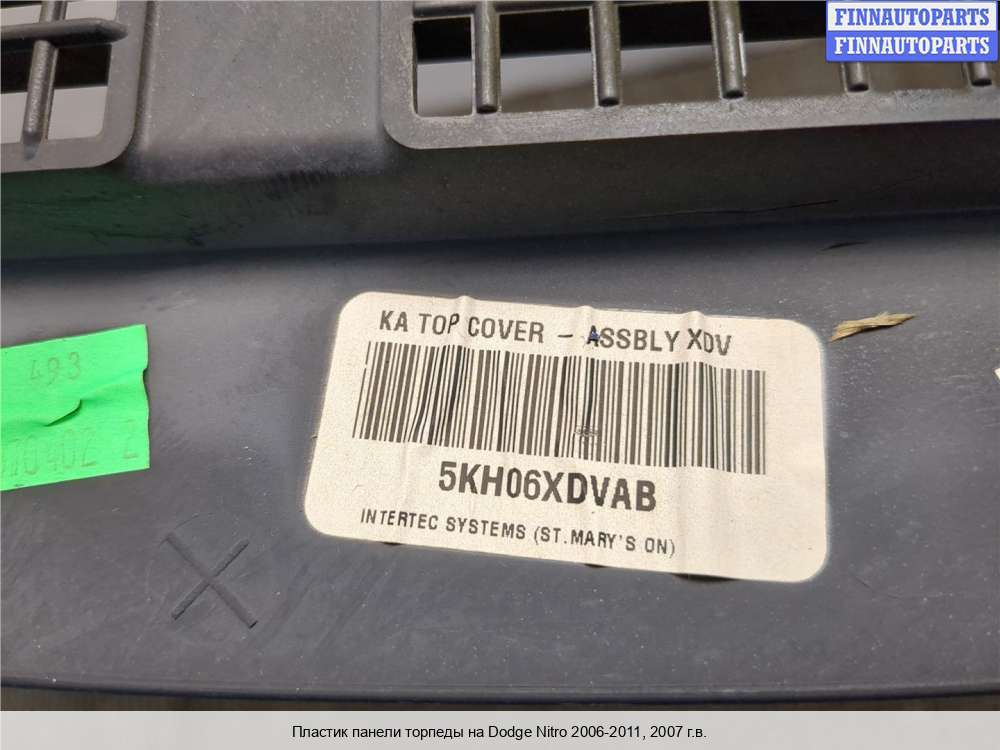 FINNAUTOPARTS
FINNAUTOPARTS
KA TOP COVER - ASSBLY XDV
493
5KH06XDVAB
INTERTEC SYSTEMS (ST.MARY'S ON)
Пластик панели торпеды на Dodge Nitro 2006-2011, 2007 г.в.